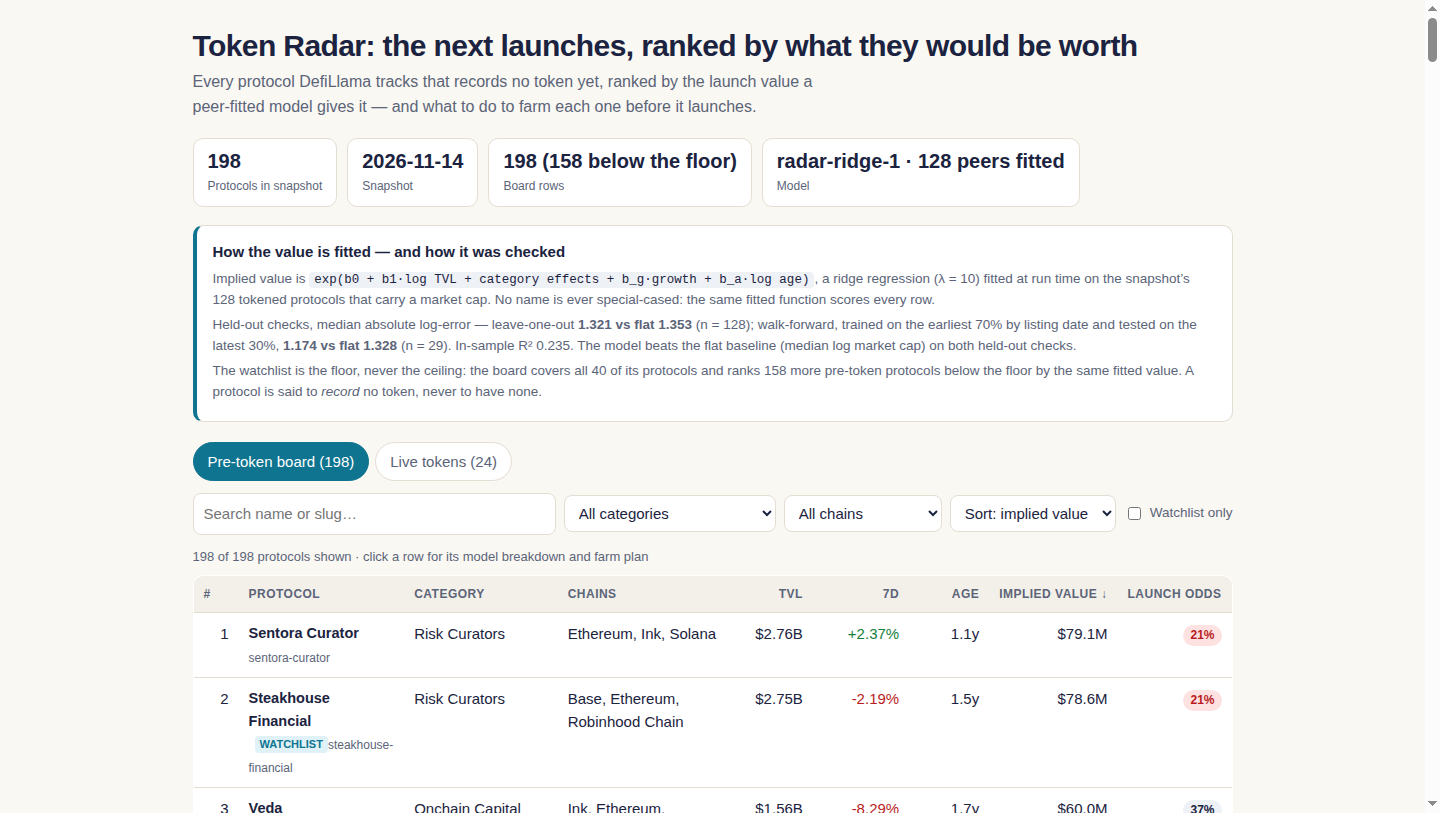 Token Radar: the next launches, ranked by what they would be worth
Every protocol DefiLlama tracks that records no token yet, ranked by the launch value a
peer-fitted model gives it — and what to do to farm each one before it launches.
198
Protocols in snapshot
2026-11-14
Snapshot
198 (158 below the floor)
Board rows
radar-ridge-1 · 128 peers fitted
Model
How the value is fitted — and how it was checked
Implied value is exp(b0 + b1·log TVL + category effects + b_g·growth + b_a·log age), a ridge regression (λ = 10) fitted at run time on the snapshot's
128 tokened protocols that carry a market cap. No name is ever special-cased: the same fitted function scores every row.
Held-out checks, median absolute log-error — leave-one-out 1.321 vs flat 1.353 (n = 128); walk-forward, trained on the earliest 70% by listing date and tested on the
latest 30%, 1.174 vs flat 1.328 (n = 29). In-sample R² 0.235. The model beats the flat baseline (median log market cap) on both held-out checks.
The watchlist is the floor, never the ceiling: the board covers all 40 of its protocols and ranks 158 more pre-token protocols below the floor by the same fitted value. A
protocol is said to record no token, never to have none.
Pre-token board (198)
Live tokens (24)
Search name or slug…
All categories
All chains
Sort: implied value
Watchlist only
198 of 198 protocols shown · click a row for its model breakdown and farm plan
# PROTOCOL CATEGORY CHAINS TVL 7D AGE IMPLIED VALUE ↓ LAUNCH ODDS
1 Sentora Curator Risk Curators Ethereum, Ink, Solana $2.76B +2.37% 1.1y $79.1M 21%
sentora-curator
2 Steakhouse Risk Curators Base, Ethereum, $2.75B -2.19% 1.5y $78.6M 21%
Financial Robinhood Chain
WATCHLIST steakhouse-
financial
3 Veda Onchain Capital Ink, Ethereum, $1.56B -8.29% 1.7y $60.0M 37%